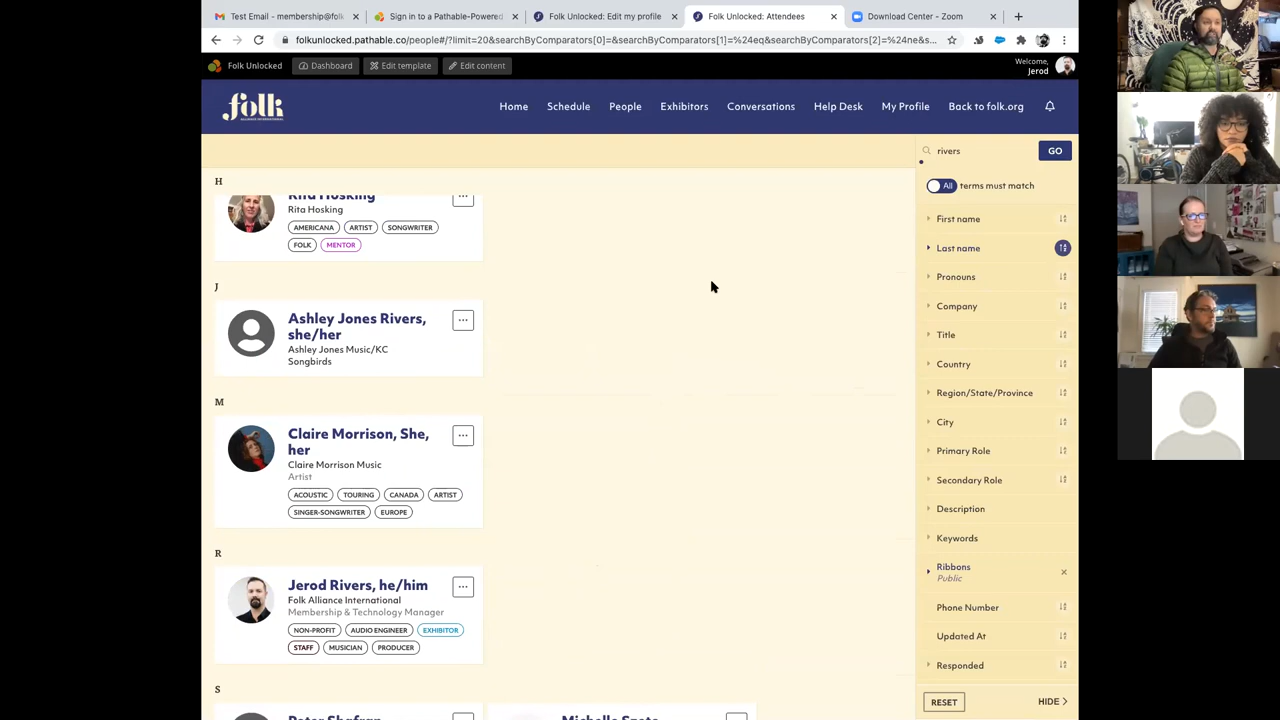 Test Email - membership@folk
Sign in to a Pathable-Powered
Folk Unlocked: Edit my profile
Folk Unlocked: Attendees
Download Center - Zoom
folkunlocked.pathable.co/people#/?limit=20&searchByComparators[0]=&searchByComparators[1]=%24eq&searchByComparators[2]=%24ne&s...
Folk Unlocked
Dashboard
Edit template
Edit content
Welcome,
Jerod
folk
ALLIANCE INTERNATIONAL
Home
Schedule
People
Exhibitors
Conversations
Help Desk
My Profile
Back to folk.org
H
Rita Hosking
Rita Hosking
AMERICANA
ARTIST
SONGWRITER
FOLK
MENTOR
J
Ashley Jones Rivers,
she/her
Ashley Jones Music/KC
Songbirds
M
Claire Morrison, She,
her
Claire Morrison Music
Artist
ACOUSTIC
TOURING
CANADA
ARTIST
SINGER-SONGWRITER
EUROPE
R
Jerod Rivers, he/him
Folk Alliance International
Membership & Technology Manager
NON-PROFIT
AUDIO ENGINEER
EXHIBITOR
STAFF
MUSICIAN
PRODUCER
S
Peter Shafran
Michelle Szeto
rivers
GO
All
terms must match
First name
Last name
Pronouns
Company
Title
Country
Region/State/Province
City
Primary Role
Secondary Role
Description
Keywords
Ribbons
Public
Phone Number
Updated At
Responded
RESET
HIDE